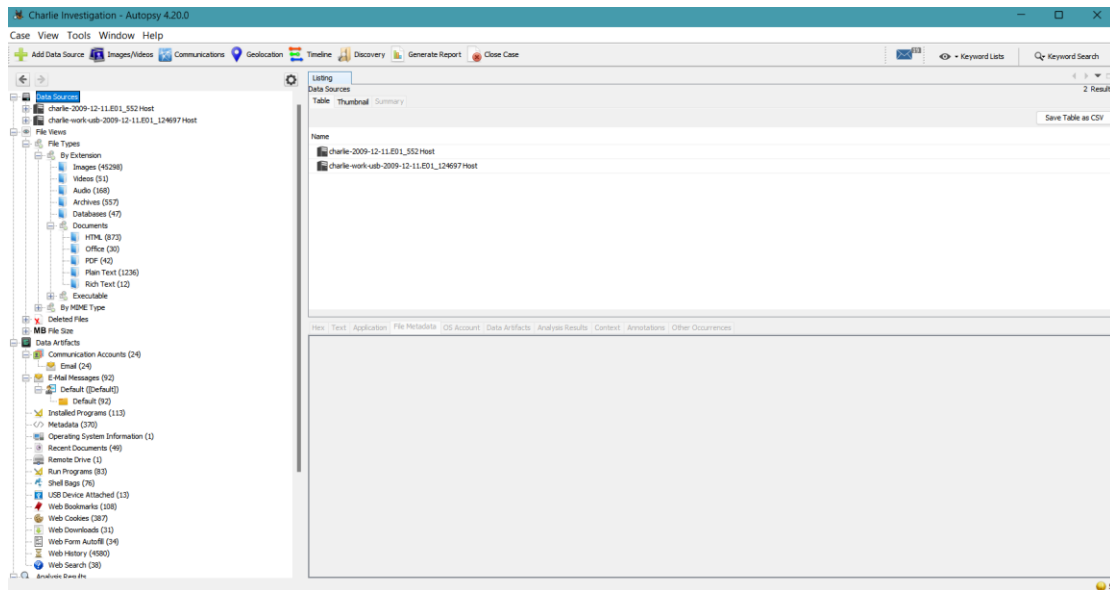 Charlie Investigation - Autopsy 4.20.0
Case View Tools Window Help
Add Data Source Images/Videos Communications Geolocation Timeline Discovery Generate Report Close Case Keyword Lists Keyword Search
Listing
Data Sources
2 Result
Table Thumbnail Summary
Save Table as CSV
Name
charlie-2009-12-11.E01_552 Host
charlie-work-usb-2009-12-11.E01_124697 Host
Data Sources
charlie-2009-12-11.E01_552 Host
charlie-work-usb-2009-12-11.E01_124697 Host
File Views
File Types
By Extension
Images (45298)
Videos (51)
Audio (168)
Archives (557)
Databases (47)
Documents
HTML (873)
Office (30)
PDF (42)
Plain Text (1236)
Rich Text (12)
Executable
By MIME Type
Deleted Files
MB File Size
Data Artifacts
Communication Accounts (24)
Email (24)
E-Mail Messages (92)
Default ([Default])
Default (92)
Installed Programs (113)
Metadata (370)
Operating System Information (1)
Recent Documents (49)
Remote Drive (1)
Run Programs (83)
Shell Bags (76)
USB Device Attached (13)
Web Bookmarks (108)
Web Cookies (387)
Web Downloads (31)
Web Form Autofill (34)
Web History (4580)
Web Search (38)
Analysis Results
Hex Text Application File Metadata OS Account Data Artifacts Analysis Results Context Annotations Other Occurrences